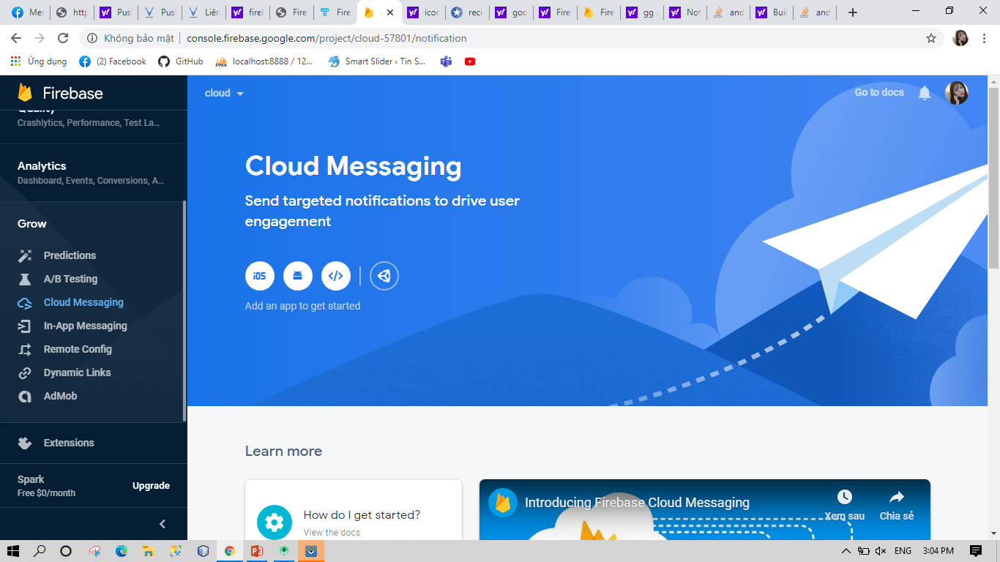 Mes
http
Pus
Pus
Liên
firel
Fire
Fire
icor
reci
goo
Fire
Fire
gg
Not
and
Buil
and
Không bảo mật
console.firebase.google.com/project/cloud-57801/notification
Ứng dụng
(2) Facebook
GitHub
localhost:8888 / 12...
Smart Slider ‹ Tin S...
Firebase
cloud
Go to docs
Quality
Crashlytics, Performance, Test La...
Analytics
Dashboard, Events, Conversions, A...
Grow
Predictions
A/B Testing
Cloud Messaging
In-App Messaging
Remote Config
Dynamic Links
AdMob
Extensions
Spark
Free $0/month
Upgrade
Cloud Messaging
Send targeted notifications to drive user
engagement
iOS
Add an app to get started
Learn more
How do I get started?
View the docs
Introducing Firebase Cloud Messaging
Xem sau
Chia sẻ
ENG
3:04 PM